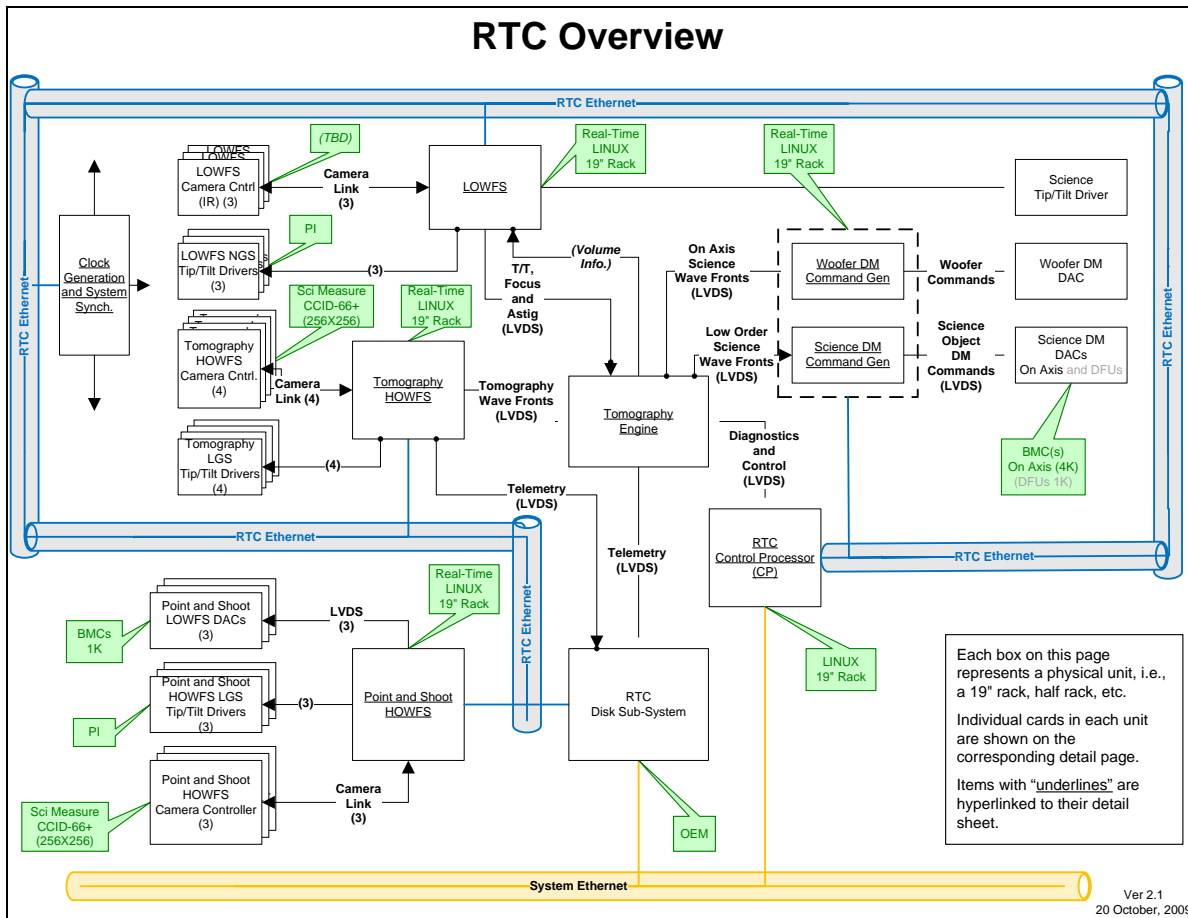 RTC Overview
RTC Ethernet
(TBD)
Real-Time
LINUX
19" Rack
Real-Time
LINUX
19" Rack
LOWFS
LOWFS
LOWFS
Camera Cntrl
(IR) (3)
Camera
Link
(3)
LOWFS
Science
Tip/Tilt Driver
PI
Clock
Generation
and System
Synch.
LOWFS NGS
Tip/Tilt Drivers
(3)
(3)
(Volume
Info.)
T/T,
Focus and
Astig
(LVDS)
On Axis
Science
Wave Fronts
(LVDS)
Woofer DM
Command Gen
Woofer
Commands
Woofer DM
DAC
Sci Measure
CCID-66+
(256X256)
Real-Time
LINUX
19" Rack
RTC Ethernet
RTC Ethernet
Tomography
HOWFS
Camera Cntrl.
(4)
Camera
Link (4)
Tomography
HOWFS
Tomography
Wave Fronts
(LVDS)
Low Order
Science
Wave Fronts
(LVDS)
Science DM
Command Gen
Science
Object
DM
Commands
(LVDS)
Science DM
DACs
On Axis and DFUs
Tomography
Engine
Tomography
LGS
Tip/Tilt Drivers
(4)
(4)
Diagnostics
and
Control
(LVDS)
BMC(s)
On Axis (4K)
(DFUs 1K)
Telemetry
(LVDS)
RTC Ethernet
RTC
Control Processor
(CP)
RTC Ethernet
Telemetry
(LVDS)
Real-Time
LINUX
19" Rack
RTC Ethernet
BMCs
1K
Point and Shoot
LOWFS DACs
(3)
LVDS
(3)
LINUX
19" Rack
PI
Point and Shoot
HOWFS LGS
Tip/Tilt Drivers
(3)
(3)
Point and Shoot
HOWFS
RTC
Disk Sub-System
Sci Measure
CCID-66+
(256X256)
Point and Shoot
HOWFS
Camera Controller
(3)
Camera
Link
(3)
OEM
Each box on this page
represents a physical unit, i.e.,
a 19" rack, half rack, etc.
Individual cards in each unit
are shown on the
corresponding detail page.
Items with “underlines” are
hyperlinked to their detail
sheet.
System Ethernet
Ver 2.1
20 October, 2009